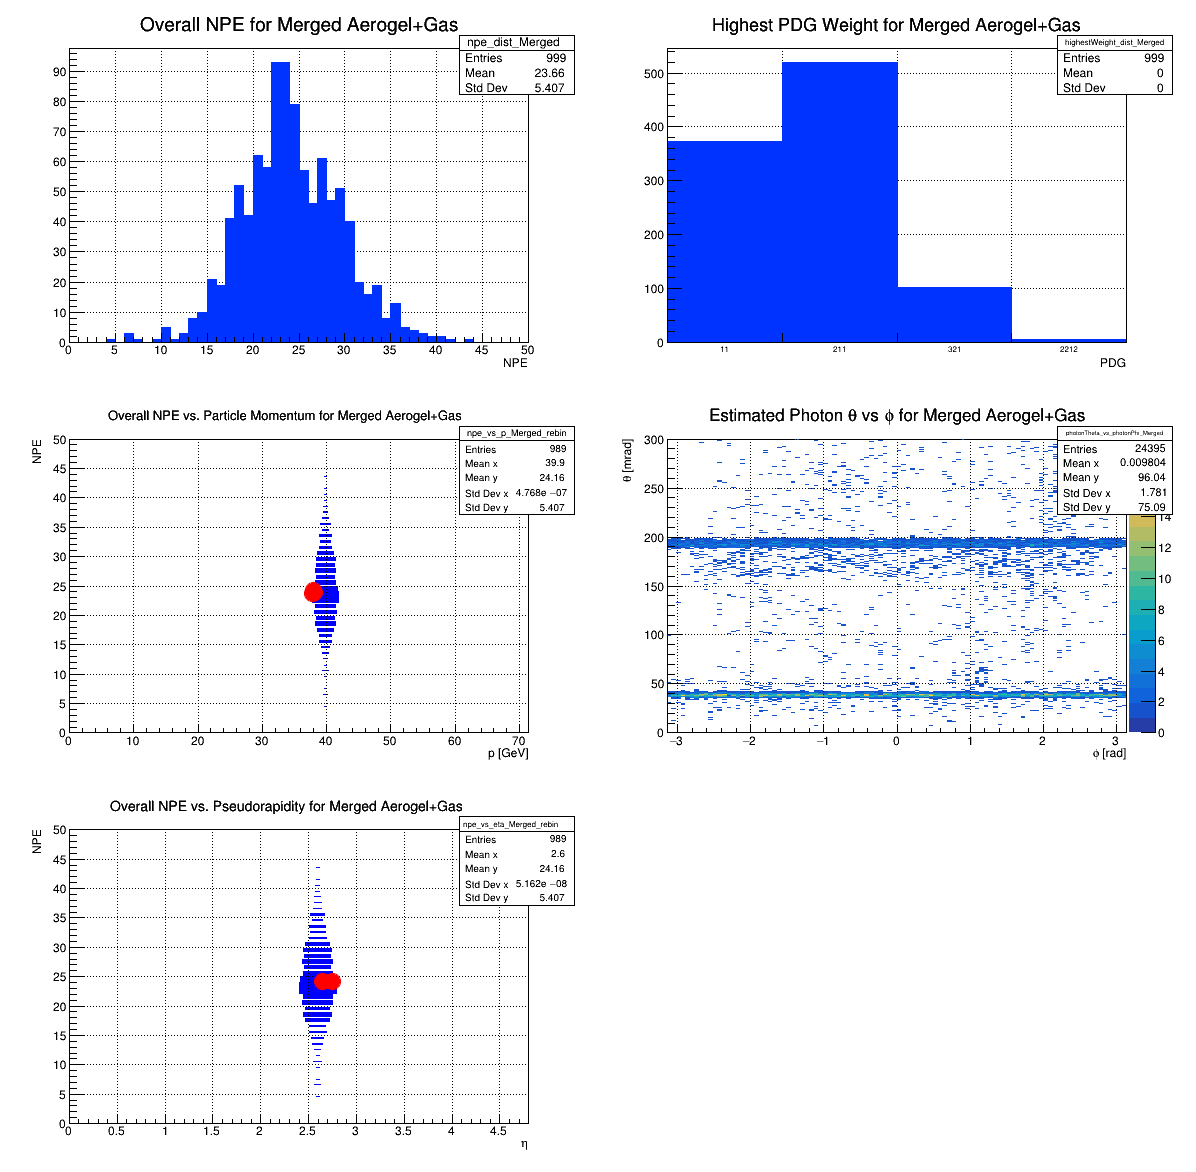 Overall NPE for Merged Aerogel+Gas
npe_dist_Merged
Entries 999
Mean 23.66
Std Dev 5.407
90
80
70
60
50
40
30
20
10
0
0 5 10 15 20 25 30 35 40 45 50
NPE
Highest PDG Weight for Merged Aerogel+Gas
highestWeight_dist_Merged
Entries 999
Mean 0
Std Dev 0
500
400
300
200
100
0
11 211 321 2212
PDG
Overall NPE vs. Particle Momentum for Merged Aerogel+Gas
npe_vs_p_Merged_rebin
Entries 989
Mean x 39.9
Mean y 24.16
Std Dev x 4.768e −07
Std Dev y 5.407
NPE
50
45
40
35
30
25
20
15
10
5
0
0 10 20 30 40 50 60 70
p [GeV]
Estimated Photon θ vs ϕ for Merged Aerogel+Gas
photonTheta_vs_photonPhi_Merged
Entries 24395
Mean x 0.009804
Mean y 96.04
Std Dev x 1.781
Std Dev y 75.09
θ [mrad]
300
250
200
150
100
50
0
−3 −2 −1 0 1 2 3
ϕ [rad]
14
12
10
8
6
4
2
0
Overall NPE vs. Pseudorapidity for Merged Aerogel+Gas
npe_vs_eta_Merged_rebin
Entries 989
Mean x 2.6
Mean y 24.16
Std Dev x 5.162e −08
Std Dev y 5.407
NPE
50
45
40
35
30
25
20
15
10
5
0
0 0.5 1 1.5 2 2.5 3 3.5 4 4.5
η